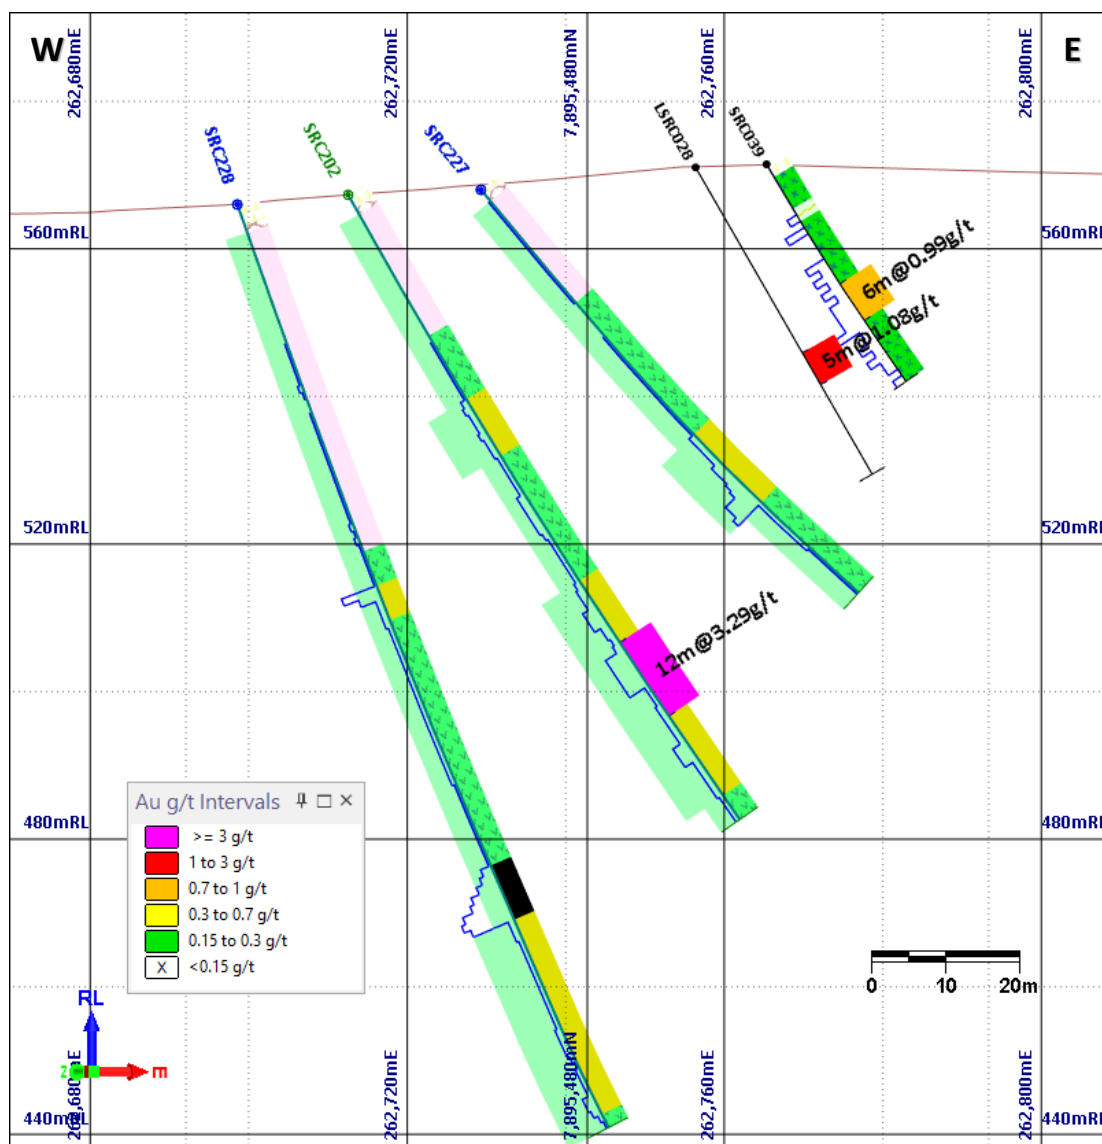 W
E
262,680mE
262,720mE
7,895,480mN
262,760mE
262,800mE
SRC228
SRC202
SRC227
LSRC028
SRC039
560mRL
560mRL
6m@0.99g/t
5m@1.08g/t
520mRL
520mRL
12m@3.29g/t
Au g/t Intervals
>= 3 g/t
1 to 3 g/t
0.7 to 1 g/t
0.3 to 0.7 g/t
0.15 to 0.3 g/t
X <0.15 g/t
480mRL
480mRL
0 10 20m
RL
z m
262,680mE
262,720mE
7,895,480mN
262,760mE
262,800mE
440mRL
440mRL